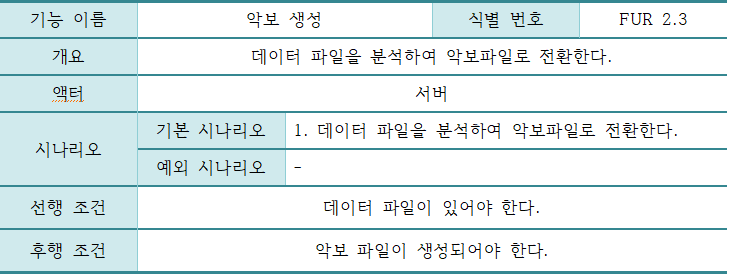 기능 이름 악보 생성 식별 번호 FUR 2.3
개요 데이터 파일을 분석하여 악보파일로 전환한다.
액터 서버
시나리오 기본 시나리오 1. 데이터 파일을 분석하여 악보파일로 전환한다.
예외 시나리오 -
선행 조건 데이터 파일이 있어야 한다.
후행 조건 악보 파일이 생성되어야 한다.